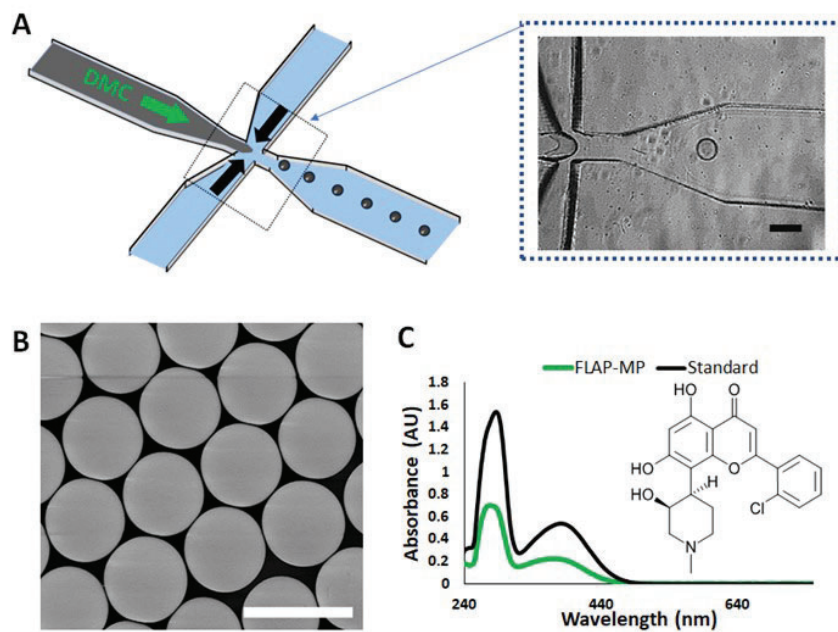 A
DMC
B
C
FLAP-MP
Standard
Absorbance (AU)
1.8
1.6
1.4
1.2
1
0.8
0.6
0.4
0.2
0
240
440
640
Wavelength (nm)
HO
O
HO
O
HO
H
Cl
N